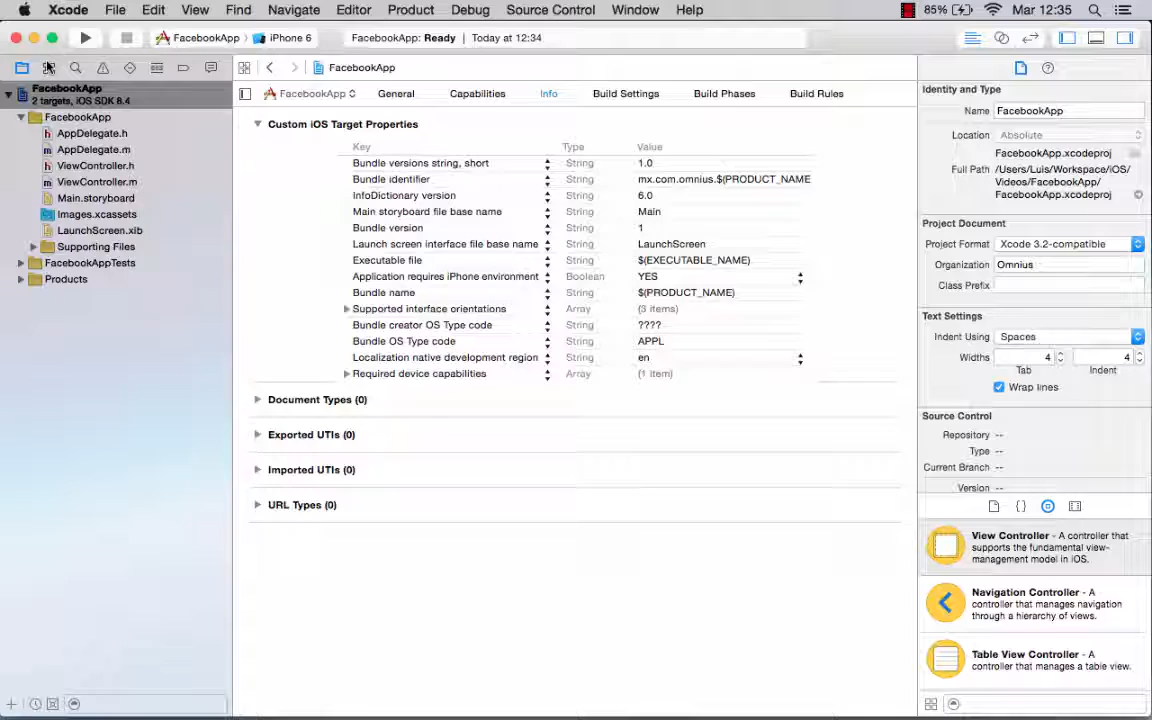 Xcode File Edit View Find Navigate Editor Product Debug Source Control Window Help 85% Mar 12:35
FacebookApp iPhone 6 FacebookApp: Ready Today at 12:34
FacebookApp
FacebookApp General Capabilities Info Build Settings Build Phases Build Rules
FacebookApp
2 targets, iOS SDK 8.4
FacebookApp
AppDelegate.h
AppDelegate.m
ViewController.h
ViewController.m
Main.storyboard
Images.xcassets
LaunchScreen.xib
Supporting Files
FacebookAppTests
Products
Custom iOS Target Properties
Key Type Value
Bundle versions string, short String 1.0
Bundle identifier String mx.com.omnius.$(PRODUCT_NAME
InfoDictionary version String 6.0
Main storyboard file base name String Main
Bundle version String 1
Launch screen interface file base name String LaunchScreen
Executable file String $(EXECUTABLE_NAME)
Application requires iPhone environment Boolean YES
Bundle name String $(PRODUCT_NAME)
Supported interface orientations Array (3 items)
Bundle creator OS Type code String ????
Bundle OS Type code String APPL
Localization native development region String en
Required device capabilities Array (1 item)
Document Types (0)
Exported UTIs (0)
Imported UTIs (0)
URL Types (0)
Identity and Type
Name FacebookApp
Location Absolute
FacebookApp.xcodeproj
Full Path /Users/Luis/Workspace/iOS/
Videos/FacebookApp/
FacebookApp.xcodeproj
Project Document
Project Format Xcode 3.2-compatible
Organization Omnius
Class Prefix
Text Settings
Indent Using Spaces
Widths 4 4
Tab Indent
Wrap lines
Source Control
Repository --
Type --
Current Branch --
Version --
{}
View Controller - A controller that
supports the fundamental view-
management model in iOS.
Navigation Controller - A
controller that manages navigation
through a hierarchy of views.
Table View Controller - A
controller that manages a table view.